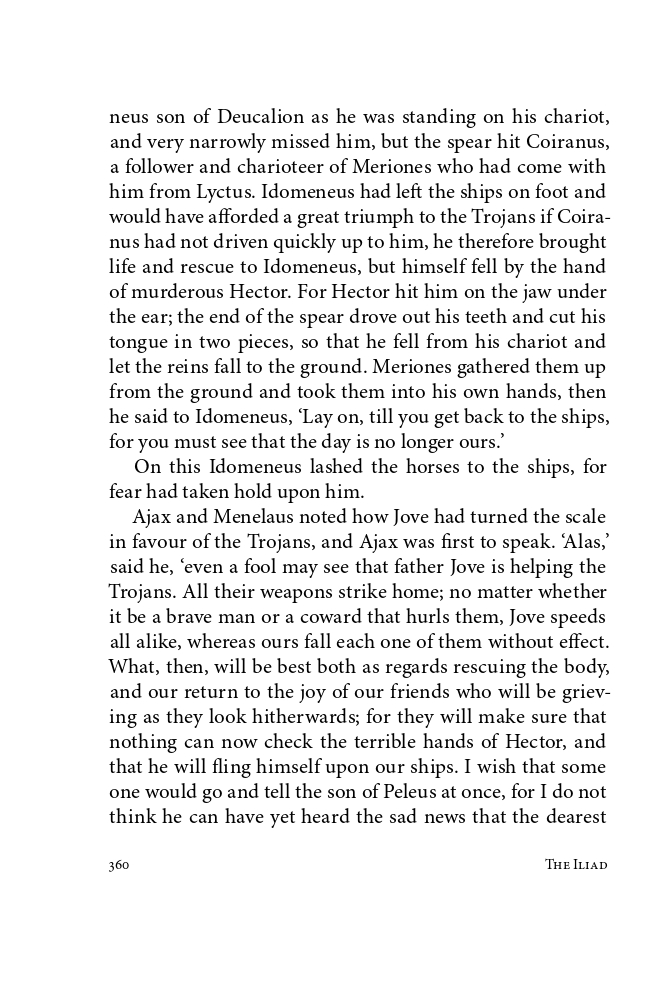 neus son of Deucalion as he was standing on his chariot,
and very narrowly missed him, but the spear hit Coiranus,
a follower and charioteer of Meriones who had come with
him from Lyctus. Idomeneus had left the ships on foot and
would have afforded a great triumph to the Trojans if Coira-
nus had not driven quickly up to him, he therefore brought
life and rescue to Idomeneus, but himself fell by the hand
of murderous Hector. For Hector hit him on the jaw under
the ear; the end of the spear drove out his teeth and cut his
tongue in two pieces, so that he fell from his chariot and
let the reins fall to the ground. Meriones gathered them up
from the ground and took them into his own hands, then
he said to Idomeneus, ‘Lay on, till you get back to the ships,
for you must see that the day is no longer ours.’
On this Idomeneus lashed the horses to the ships, for
fear had taken hold upon him.
Ajax and Menelaus noted how Jove had turned the scale
in favour of the Trojans, and Ajax was first to speak. ‘Alas,’
said he, ‘even a fool may see that father Jove is helping the
Trojans. All their weapons strike home; no matter whether
it be a brave man or a coward that hurls them, Jove speeds
all alike, whereas ours fall each one of them without effect.
What, then, will be best both as regards rescuing the body,
and our return to the joy of our friends who will be griev-
ing as they look hitherwards; for they will make sure that
nothing can now check the terrible hands of Hector, and
that he will fling himself upon our ships. I wish that some
one would go and tell the son of Peleus at once, for I do not
think he can have yet heard the sad news that the dearest
360 The Iliad